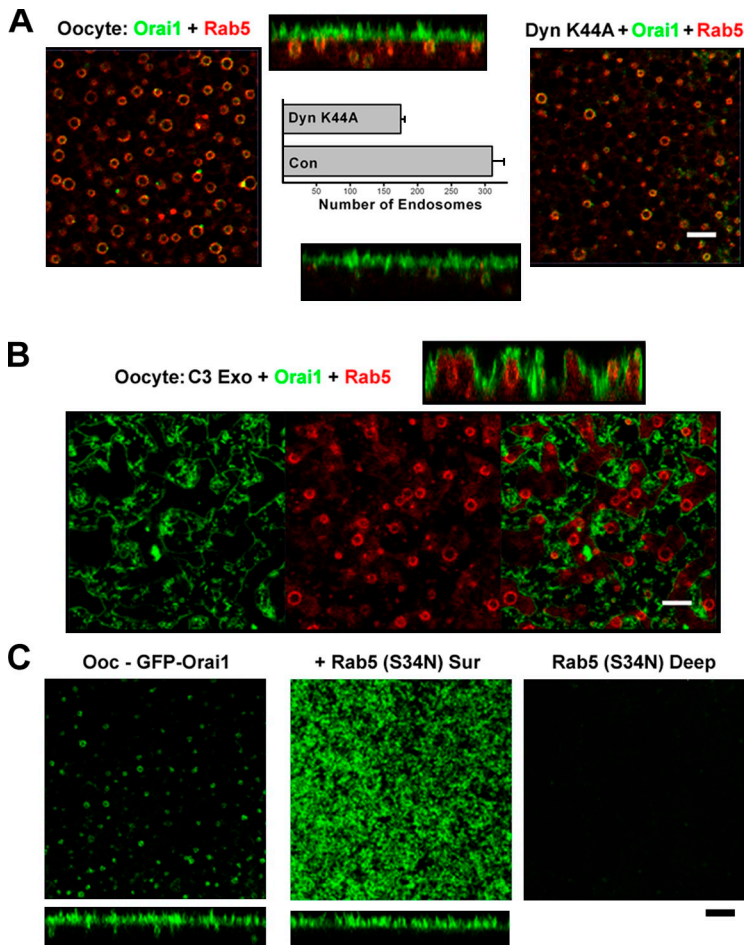 A
Oocyte: Orai1 + Rab5
Dyn K44A + Orai1 + Rab5
Dyn K44A
Con
50 100 150 200 250 300
Number of Endosomes
B
Oocyte: C3 Exo + Orai1 + Rab5
C
Ooc - GFP-Orai1
+ Rab5 (S34N) Sur
Rab5 (S34N) Deep